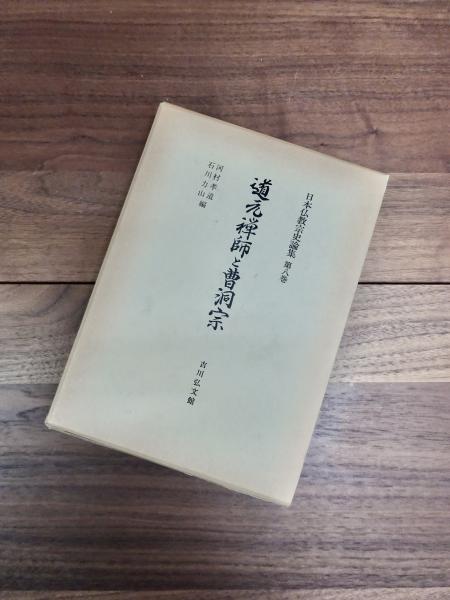 日本仏教宗史論集 第八巻
道元禅師と曹洞宗
河村孝道
石川力山編
吉川弘文館